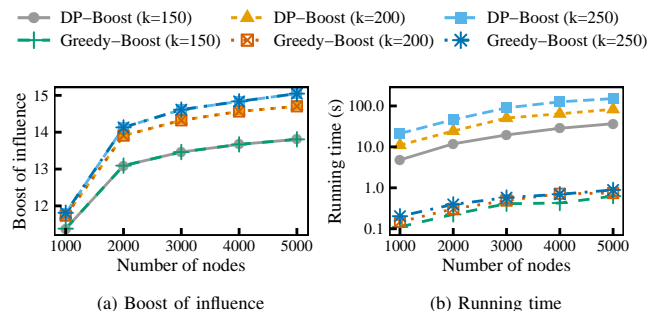 DP−Boost (k=150) DP−Boost (k=200) DP−Boost (k=250)
Greedy−Boost (k=150) Greedy−Boost (k=200) Greedy−Boost (k=250)
Boost of influence
15
14
13
12
1000 2000 3000 4000 5000
Number of nodes
(a) Boost of influence
Running time (s)
100.0
10.0
1.0
0.1
1000 2000 3000 4000 5000
Number of nodes
(b) Running time